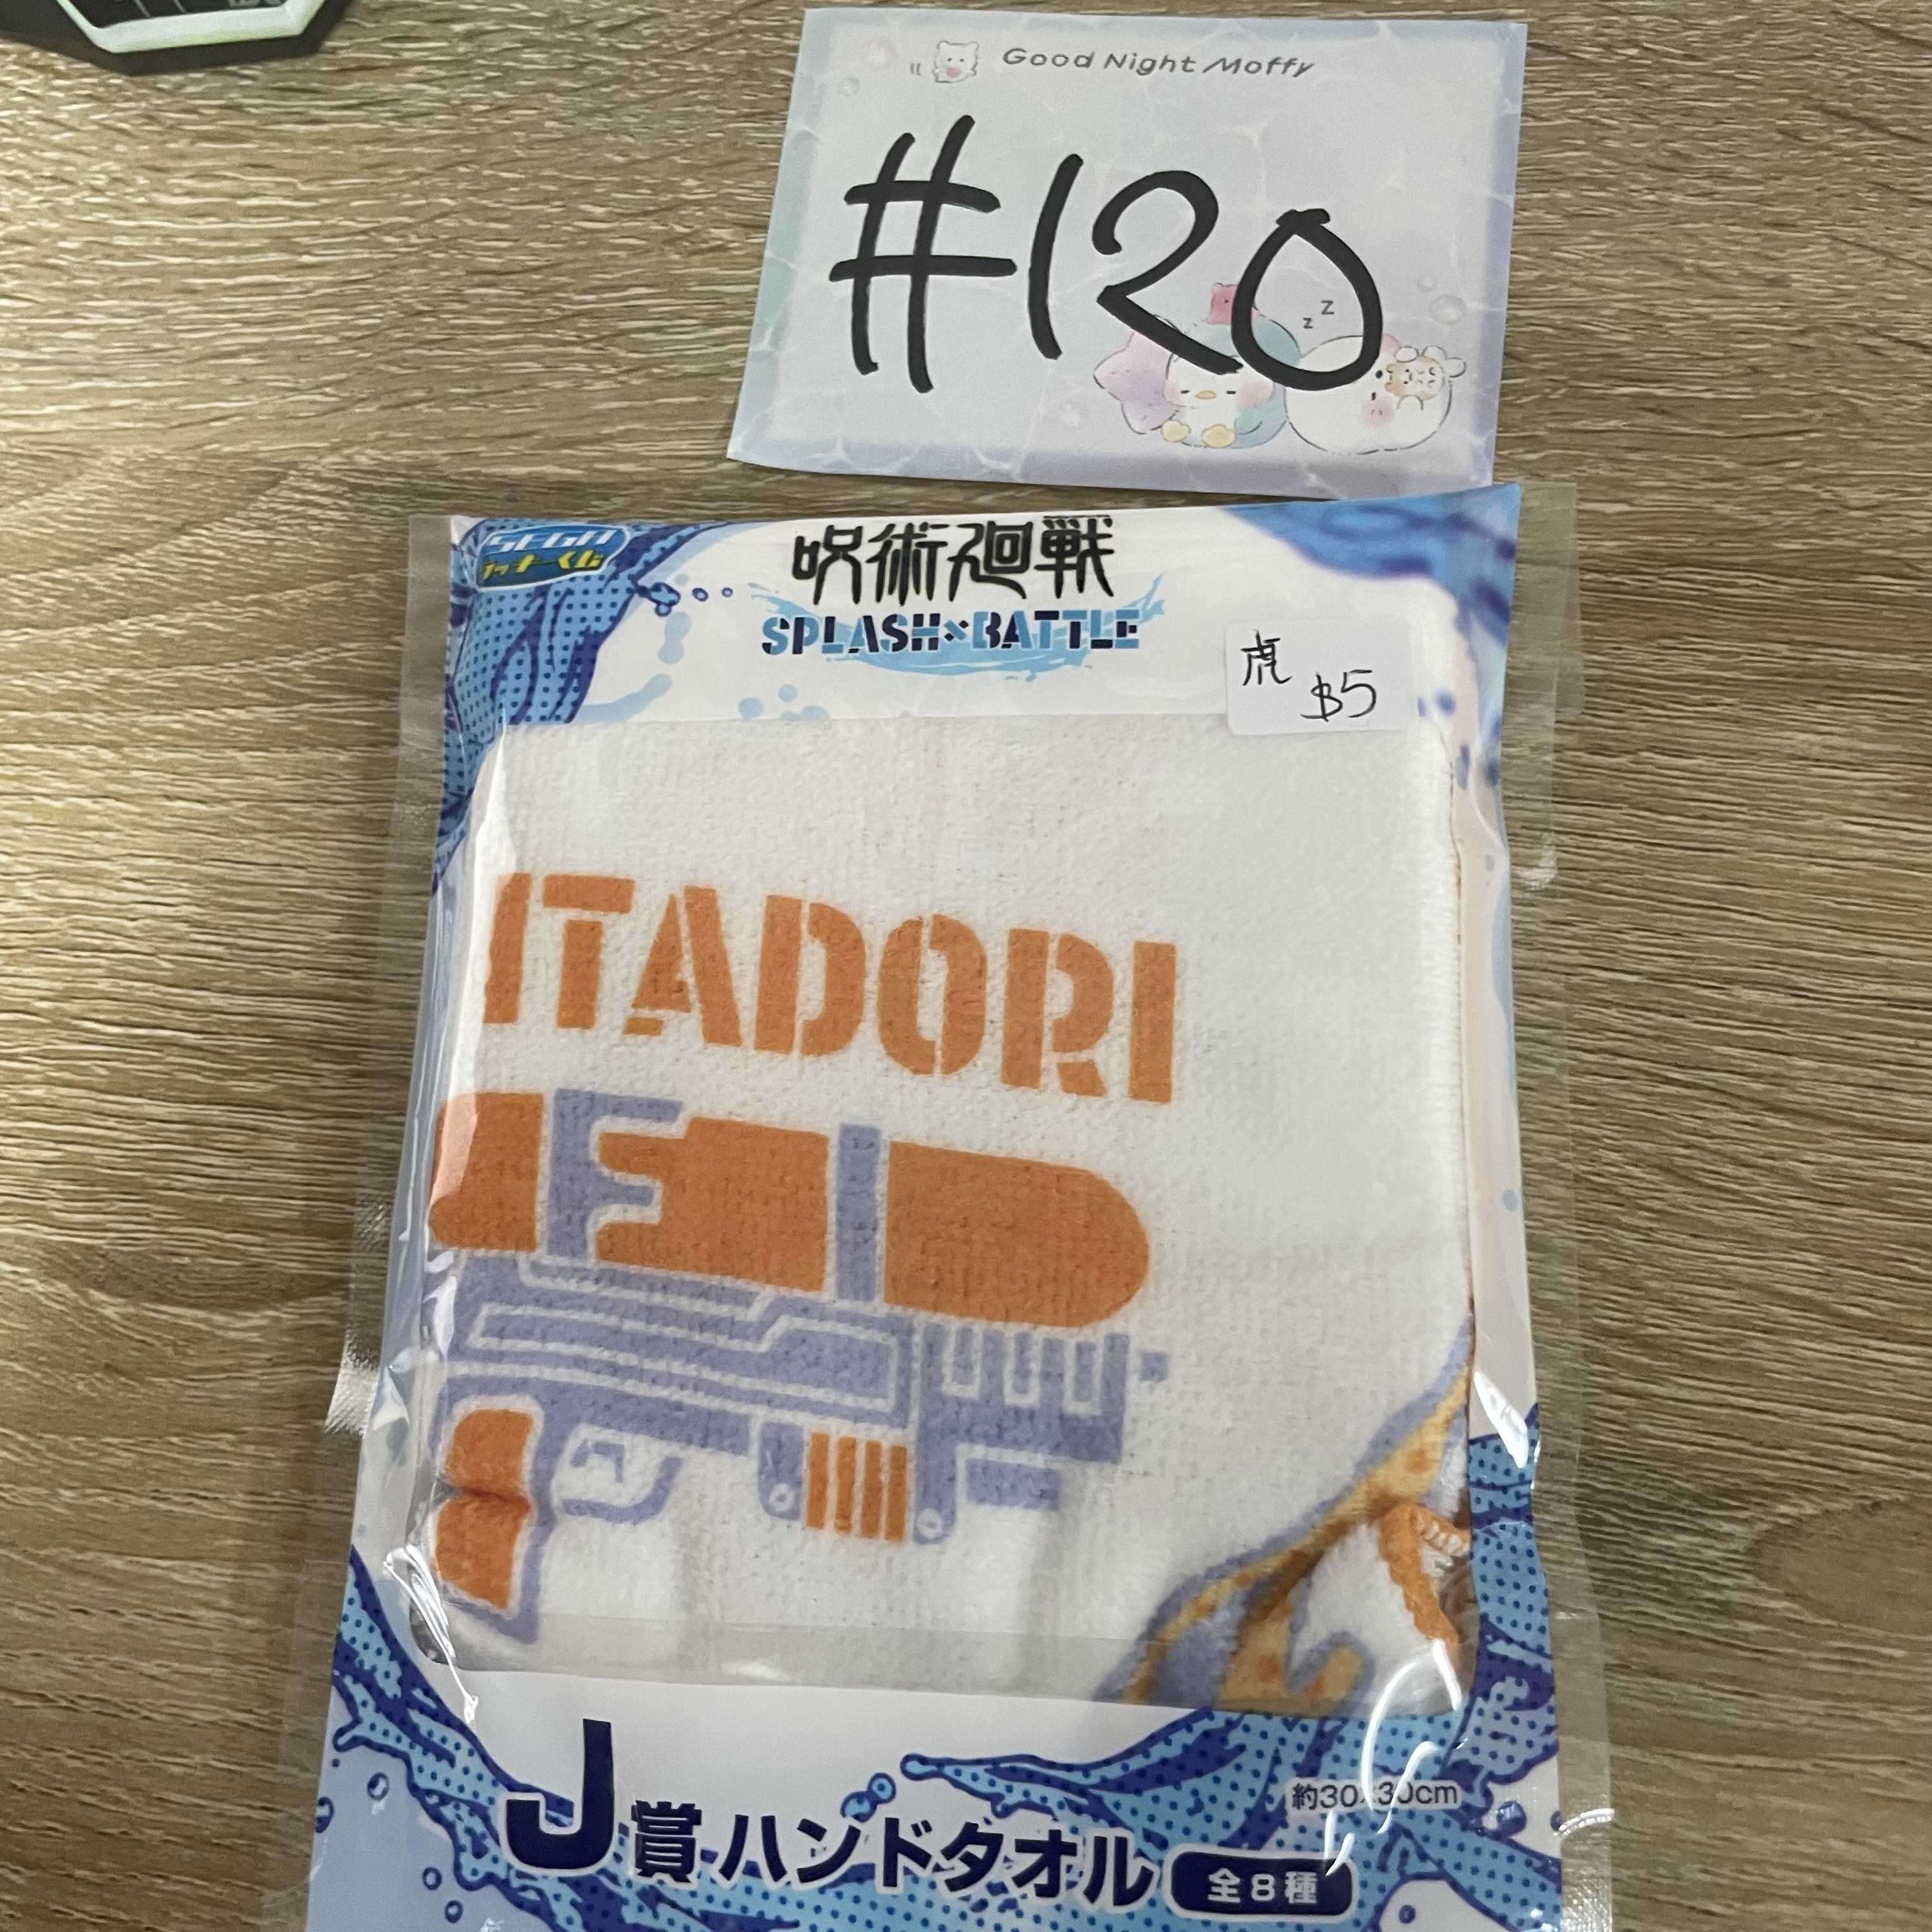 Good Night Moffy
#120
z
z
SEGA
ラッキーくじ
呪術廻戦
SPLASH×BATTLE
虎
$5
ITADORI
約30×30cm
J賞 ハンドタオル 全8種